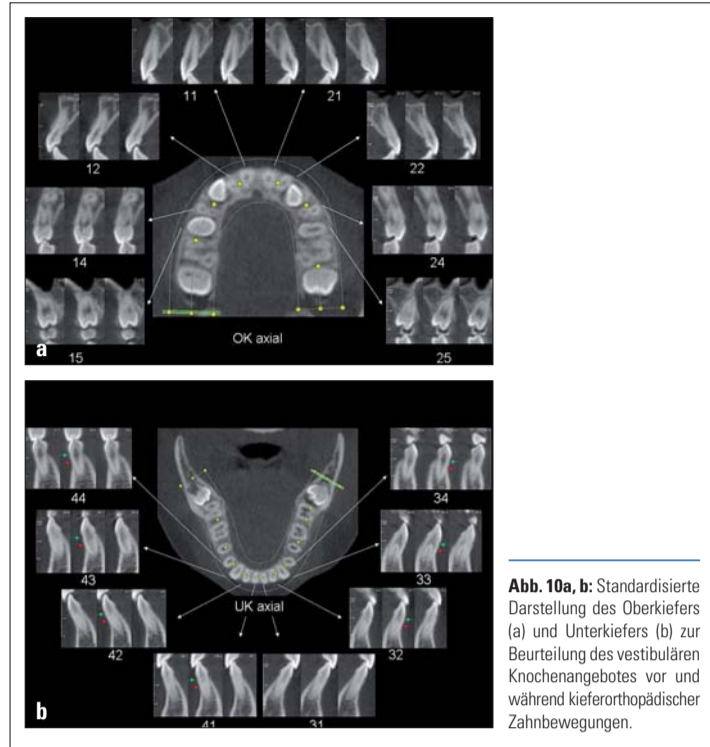 11 21
12 22
14 24
15 25
OK axial
a
44 34
43 33
42 32
41 31
UK axial
b
Abb. 10a, b: Standardisierte
Darstellung des Oberkiefers
(a) und Unterkiefers (b) zur
Beurteilung des vestibulären
Knochenangebotes vor und
während kieferorthopädischer
Zahnbewegungen.